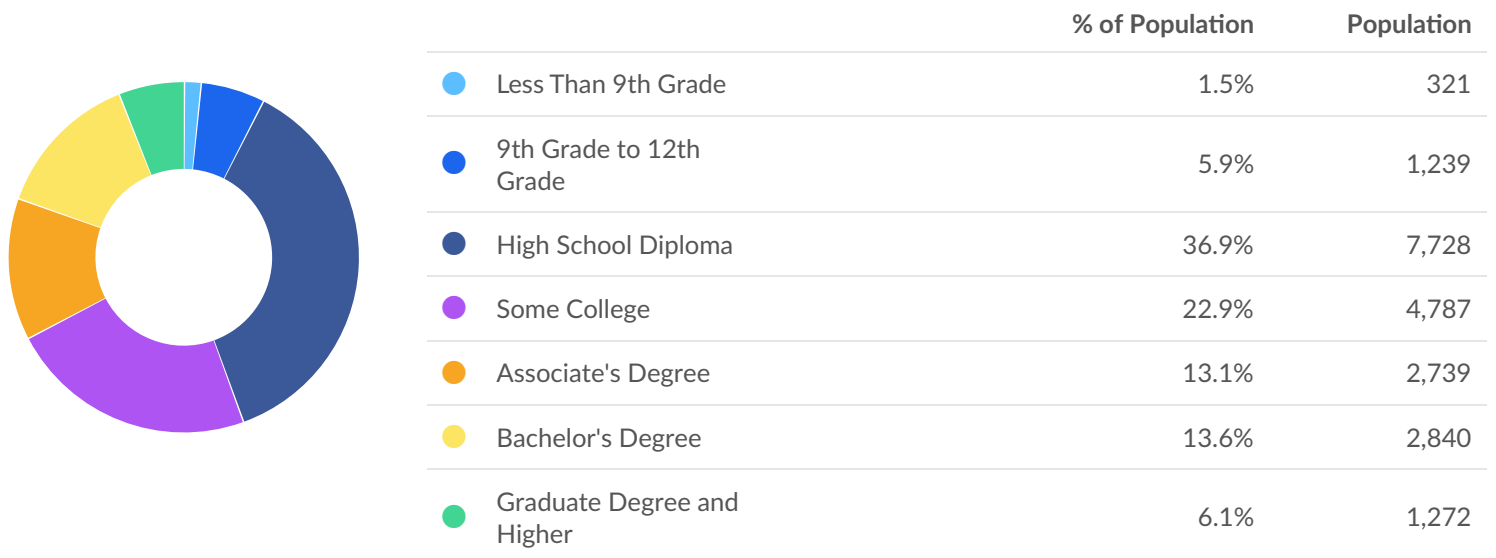 % of Population Population
Less Than 9th Grade 1.5% 321
9th Grade to 12th
Grade 5.9% 1,239
High School Diploma 36.9% 7,728
Some College 22.9% 4,787
Associate's Degree 13.1% 2,739
Bachelor's Degree 13.6% 2,840
Graduate Degree and
Higher 6.1% 1,272